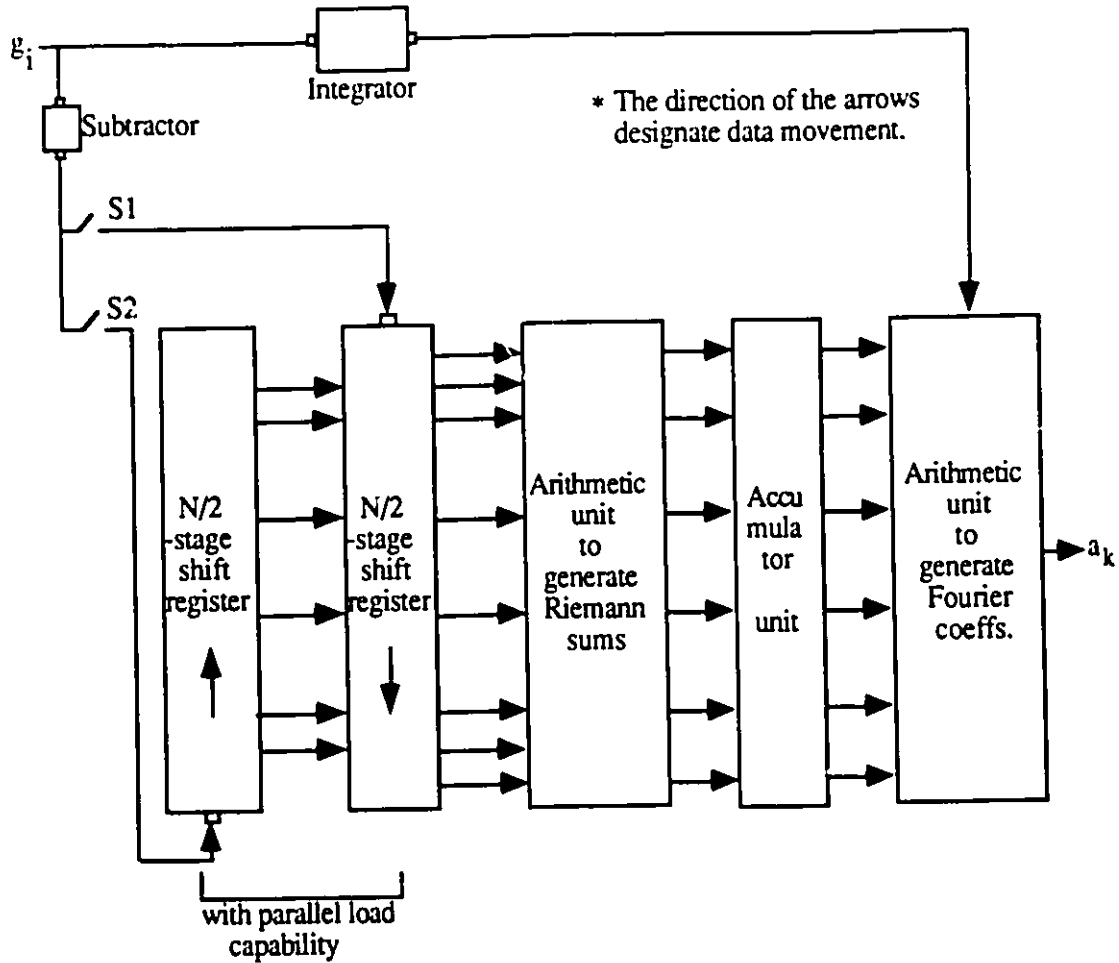 g_i
Integrator
* The direction of the arrows
designate data movement.
Subtractor
S1
S2
N/2
-stage
shift
register
N/2
-stage
shift
register
Arithmetic
unit
to
generate
Riemann
sums
Accu
mula
tor
unit
Arithmetic
unit
to
generate
Fourier
coeffs.
a_k
with parallel load
capability